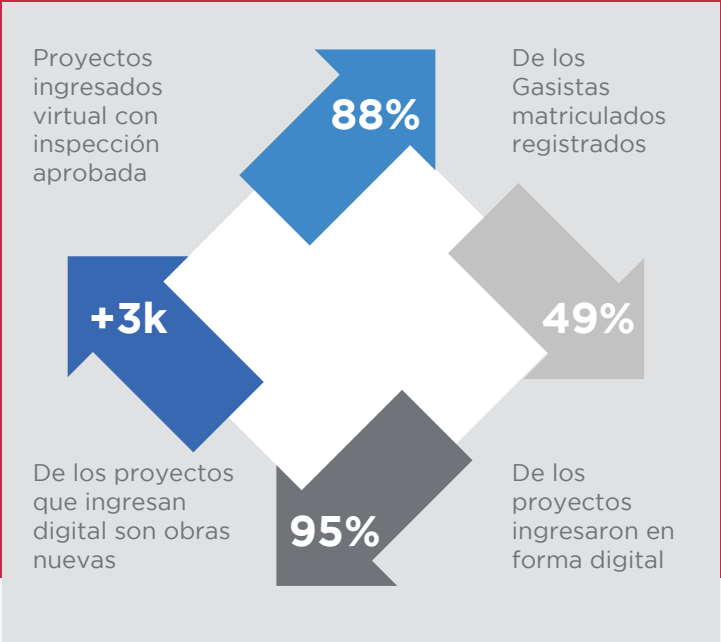 Proyectos
ingresados
virtual con
inspección
aprobada
88%
De los
Gasistas
matriculados
registrados
+3k
49%
De los proyectos
que ingresan
digital son obras
nuevas
95%
De los
proyectos
ingresaron en
forma digital